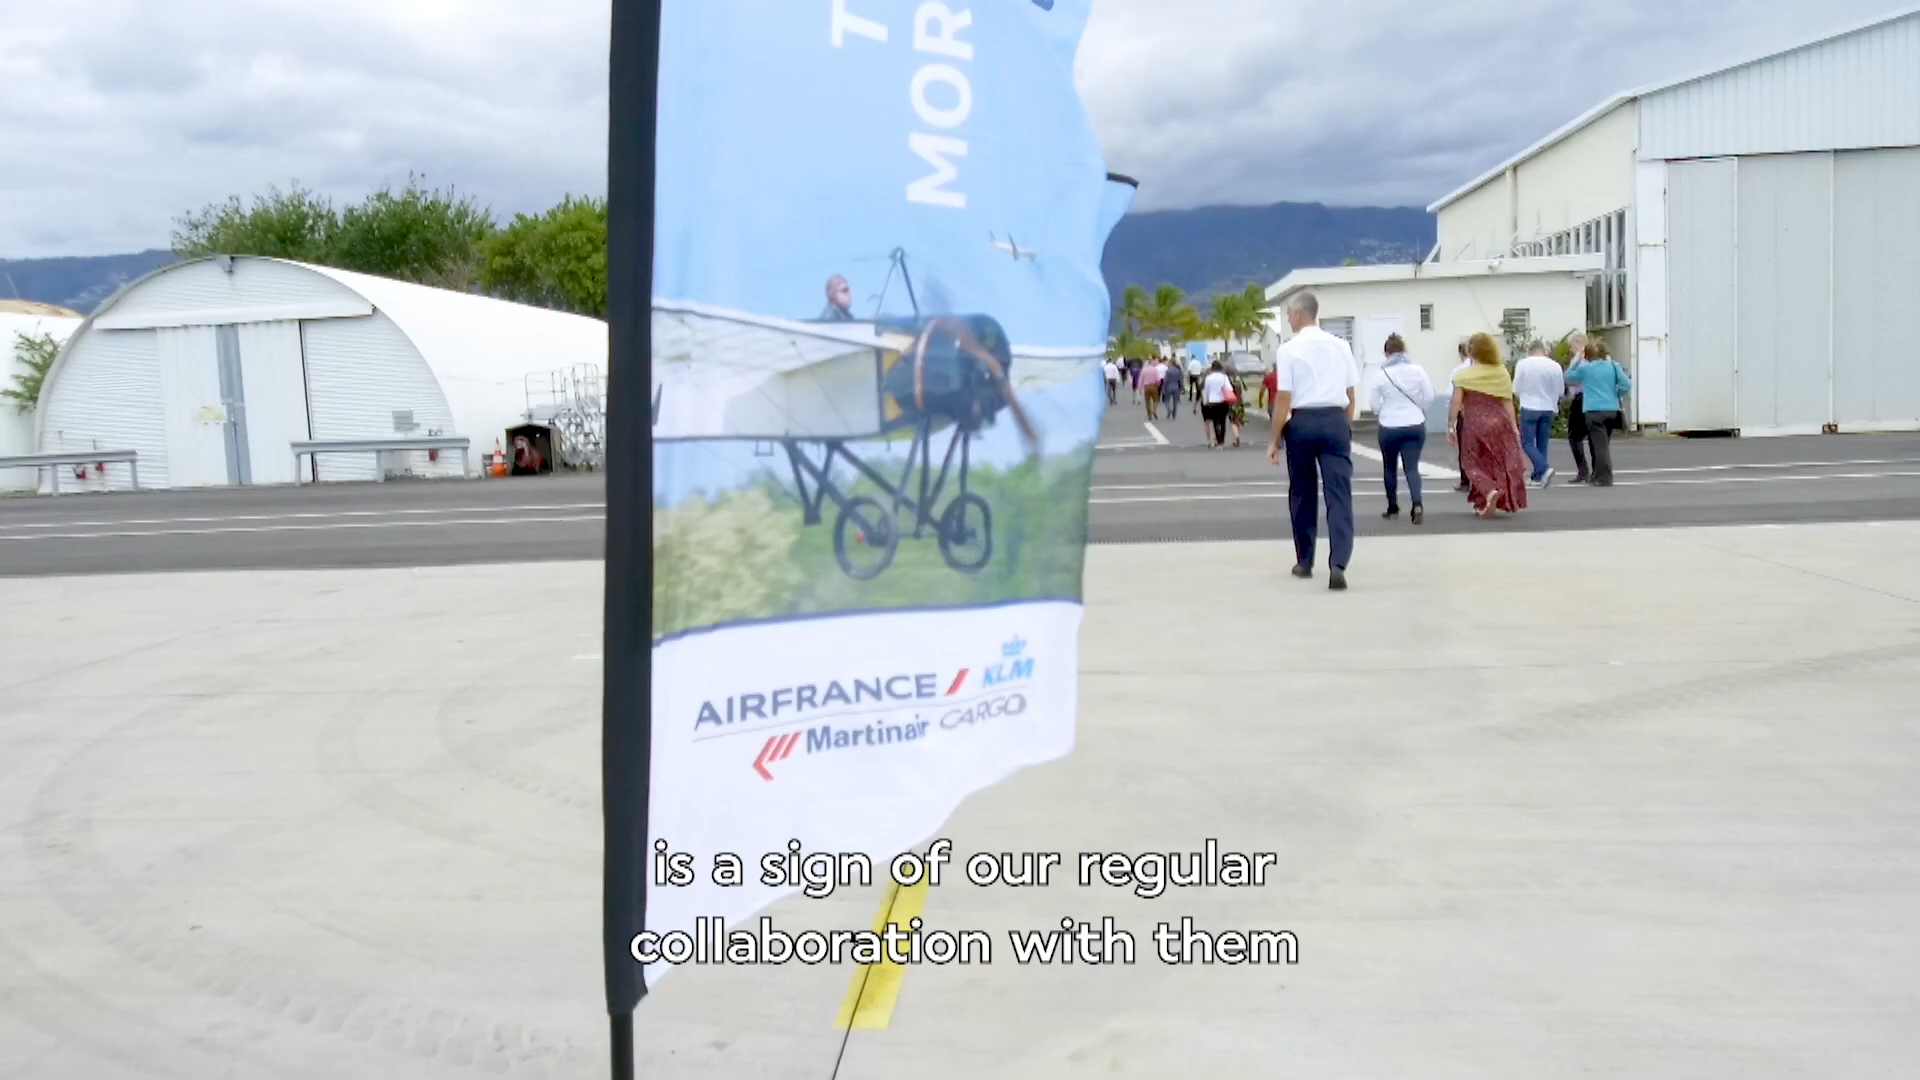 T
MOR
AIRFRANCE
KLM
Martinair CARGO
is a sign of our regular
collaboration with them